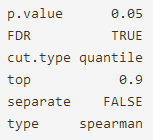 p.value 0.05
FDR TRUE
cut.type quantile
top 0.9
separate FALSE
type spearman